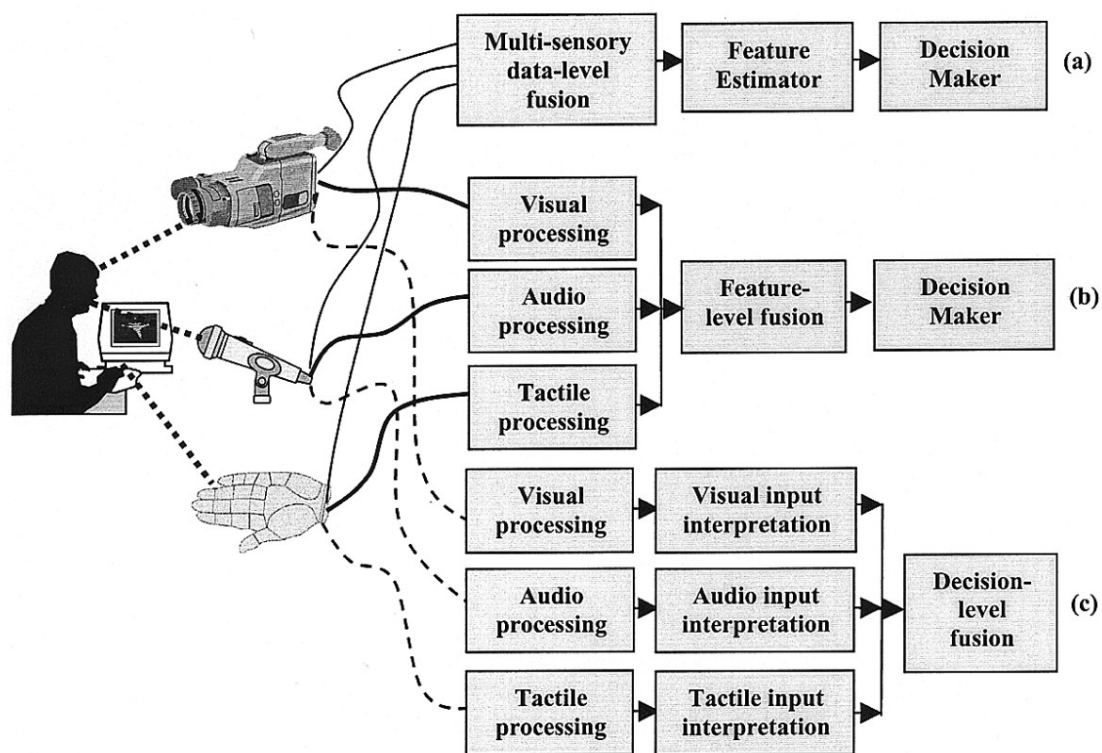 Multi-sensory
data-level
fusion
Feature
Estimator
Decision
Maker
(a)
Visual
processing
Audio
processing
Tactile
processing
Feature-
level fusion
Decision
Maker
(b)
Visual
processing
Visual input
interpretation
Audio
processing
Audio input
interpretation
Tactile
processing
Tactile input
interpretation
Decision-
level
fusion
(c)